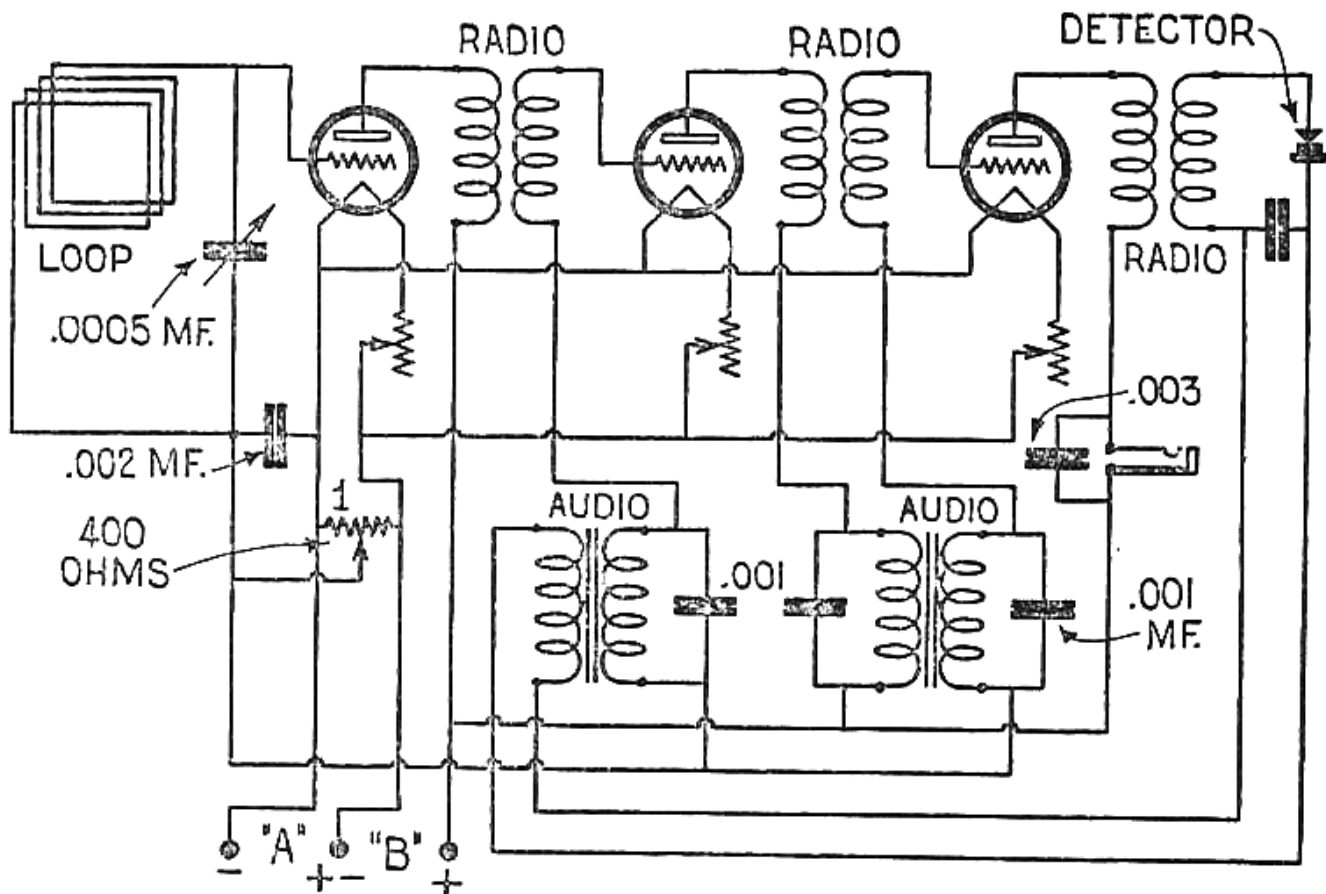 RADIO
RADIO
DETECTOR
LOOP
.0005 MF.
RADIO
.003
.002 MF.
1
400
OHMS
AUDIO
AUDIO
.001
.001
MF.
"A"
"B"
- + - +